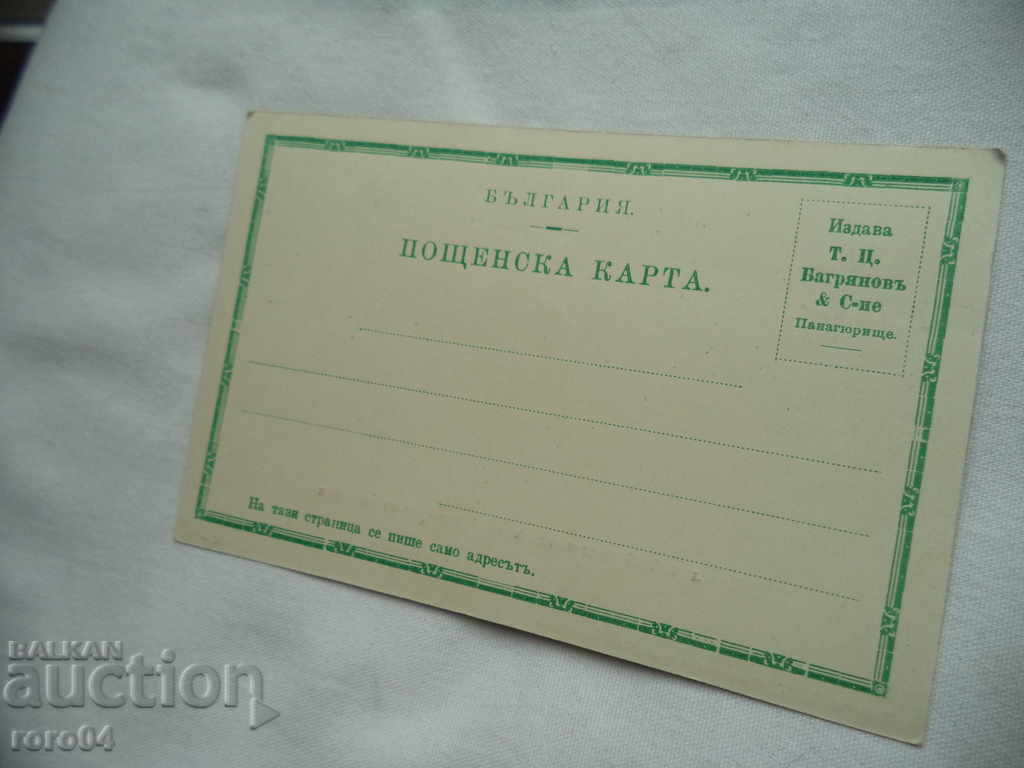 БЪЛГАРИЯ.
ПОЩЕНСКА КАРТА.
Издава
Т. Ц.
Багряновъ
& С-ие
Панагюрище.
На тази страница се пише само адресътъ.
BALKAN
auction
roro04